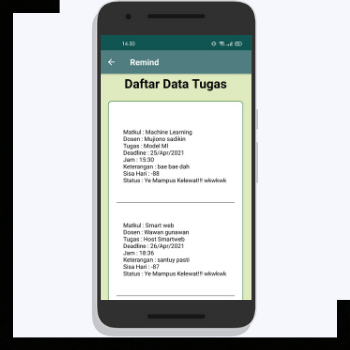 14.30
Remind
Daftar Data Tugas
Matkul : Machine Learning
Dosen : Mujiono sadikin
Tugas : Model Ml
Deadline : 25/Apr/2021
Jam : 15:30
Keterangan : bae bae dah
Sisa Hari : -88
Status : Ye Mampus Kelewat!!! wkwkwk
Matkul : Smart web
Dosen : Wawan gunawan
Tugas : Host Smartweb
Deadline : 26/Apr/2021
Jam : 18:36
Keterangan : santuy pasti
Sisa Hari : -87
Status : Ye Mampus Kelewat!!! wkwkwk